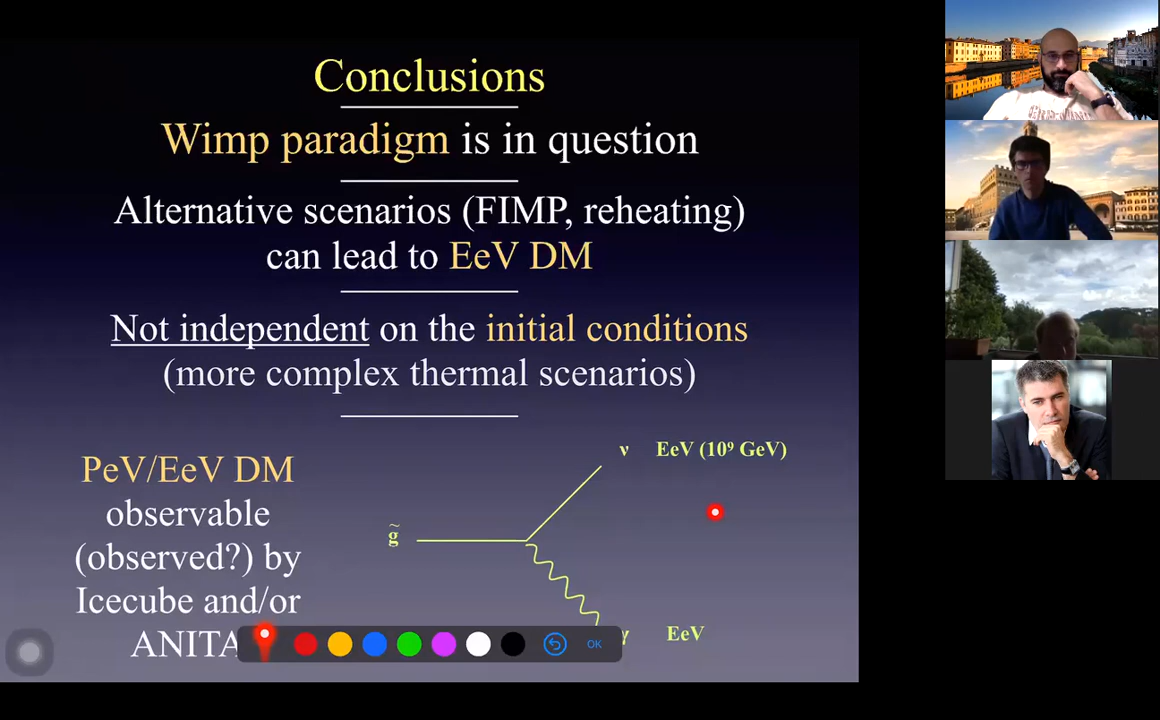 Conclusions
Wimp paradigm is in question
Alternative scenarios (FIMP, reheating)
can lead to EeV DM
Not independent on the initial conditions
(more complex thermal scenarios)
PeV/EeV DM
observable
(observed?) by
Icecube and/or
ANITA
ν EeV (10⁹ GeV)
g̃
γ EeV
OK